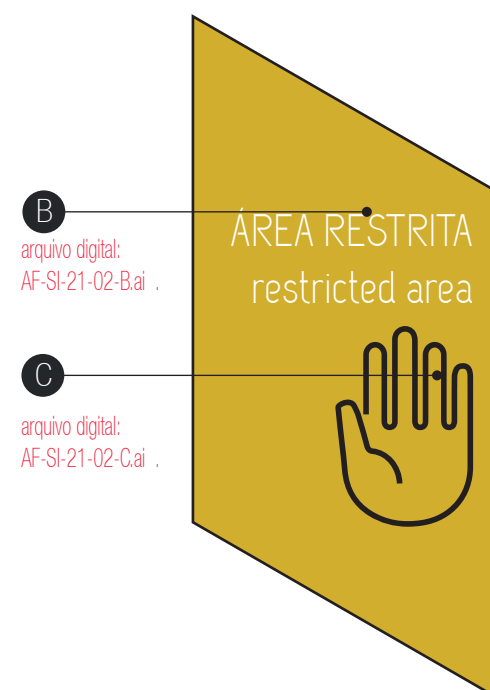 B
arquivo digital:
AF-SI-21-02-B.ai .
ÁREA RESTRITA
restricted area
C
arquivo digital:
AF-SI-21-02-C.ai .